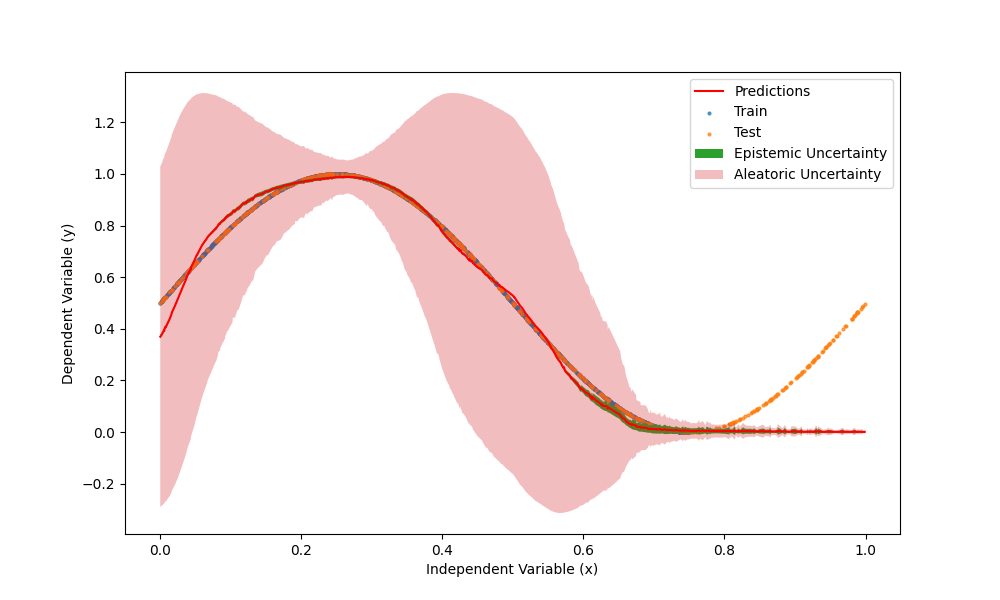 Predictions
Train
Test
Epistemic Uncertainty
Aleatoric Uncertainty
1.2
1.0
0.8
0.6
0.4
0.2
0.0
−0.2
Dependent Variable (y)
0.0 0.2 0.4 0.6 0.8 1.0
Independent Variable (x)